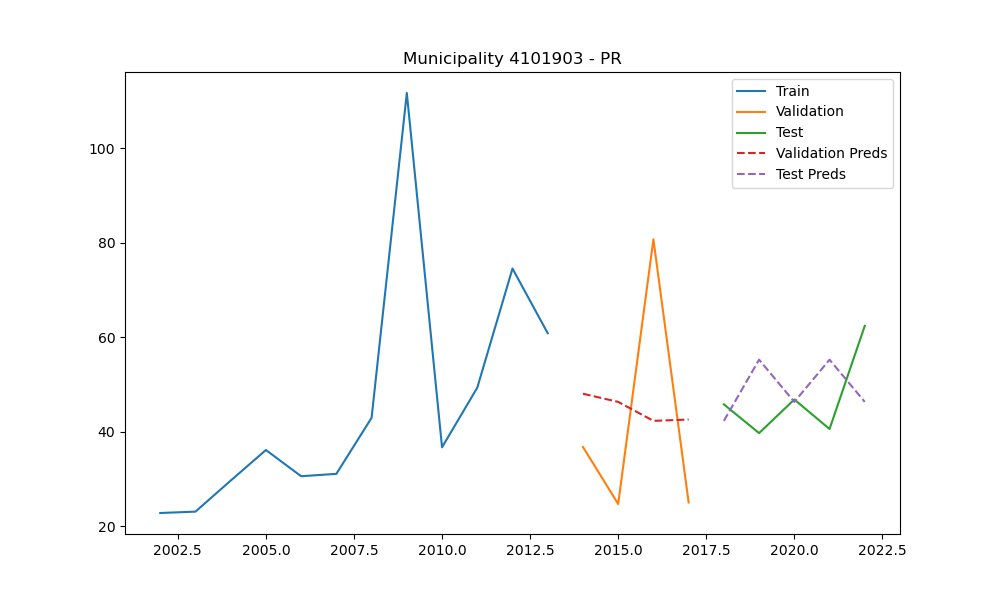 Municipality 4101903 - PR
Train
Validation
Test
Validation Preds
Test Preds
100
80
60
40
20
2002.5 2005.0 2007.5 2010.0 2012.5 2015.0 2017.5 2020.0 2022.5